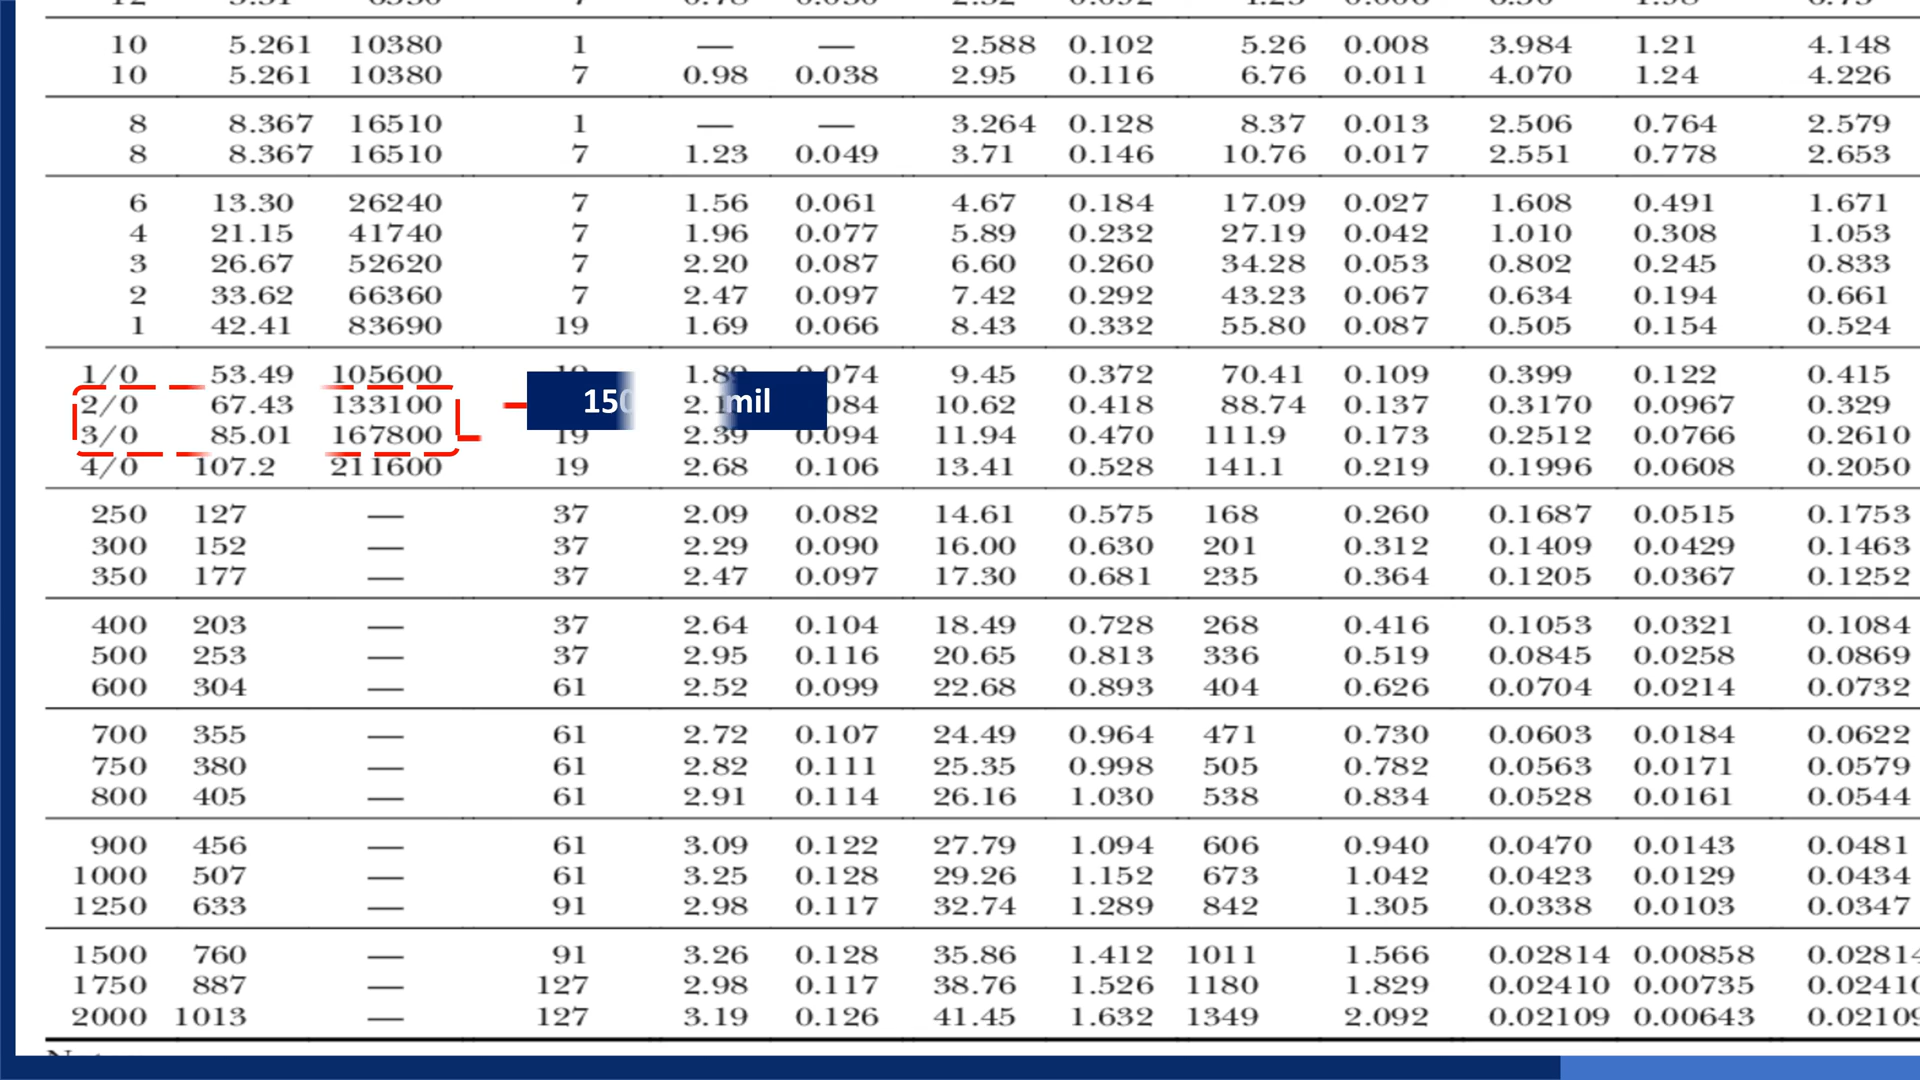 10 5.261 10380 1 — — 2.588 0.102 5.26 0.008 3.984 1.21 4.148
10 5.261 10380 7 0.98 0.038 2.95 0.116 6.76 0.011 4.070 1.24 4.226
8 8.367 16510 1 — — 3.264 0.128 8.37 0.013 2.506 0.764 2.579
8 8.367 16510 7 1.23 0.049 3.71 0.146 10.76 0.017 2.551 0.778 2.653
6 13.30 26240 7 1.56 0.061 4.67 0.184 17.09 0.027 1.608 0.491 1.671
4 21.15 41740 7 1.96 0.077 5.89 0.232 27.19 0.042 1.010 0.308 1.053
3 26.67 52620 7 2.20 0.087 6.60 0.260 34.28 0.053 0.802 0.245 0.833
2 33.62 66360 7 2.47 0.097 7.42 0.292 43.23 0.067 0.634 0.194 0.661
1 42.41 83690 19 1.69 0.066 8.43 0.332 55.80 0.087 0.505 0.154 0.524
1/0 53.49 105600 9.45 0.372 70.41 0.109 0.399 0.122 0.415
2/0 67.43 133100 mil 10.62 0.418 88.74 0.137 0.3170 0.0967 0.329
3/0 85.01 167800 19 2.39 0.094 11.94 0.470 111.9 0.173 0.2512 0.0766 0.2610
4/0 107.2 211600 19 2.68 0.106 13.41 0.528 141.1 0.219 0.1996 0.0608 0.2050
250 127 — 37 2.09 0.082 14.61 0.575 168 0.260 0.1687 0.0515 0.1753
300 152 — 37 2.29 0.090 16.00 0.630 201 0.312 0.1409 0.0429 0.1463
350 177 — 37 2.47 0.097 17.30 0.681 235 0.364 0.1205 0.0367 0.1252
400 203 — 37 2.64 0.104 18.49 0.728 268 0.416 0.1053 0.0321 0.1084
500 253 — 37 2.95 0.116 20.65 0.813 336 0.519 0.0845 0.0258 0.0869
600 304 — 61 2.52 0.099 22.68 0.893 404 0.626 0.0704 0.0214 0.0732
700 355 — 61 2.72 0.107 24.49 0.964 471 0.730 0.0603 0.0184 0.0622
750 380 — 61 2.82 0.111 25.35 0.998 505 0.782 0.0563 0.0171 0.0579
800 405 — 61 2.91 0.114 26.16 1.030 538 0.834 0.0528 0.0161 0.0544
900 456 — 61 3.09 0.122 27.79 1.094 606 0.940 0.0470 0.0143 0.0481
1000 507 — 61 3.25 0.128 29.26 1.152 673 1.042 0.0423 0.0129 0.0434
1250 633 — 91 2.98 0.117 32.74 1.289 842 1.305 0.0338 0.0103 0.0347
1500 760 — 91 3.26 0.128 35.86 1.412 1011 1.566 0.02814 0.00858 0.02814
1750 887 — 127 2.98 0.117 38.76 1.526 1180 1.829 0.02410 0.00735 0.02410
2000 1013 — 127 3.19 0.126 41.45 1.632 1349 2.092 0.02109 0.00643 0.02109